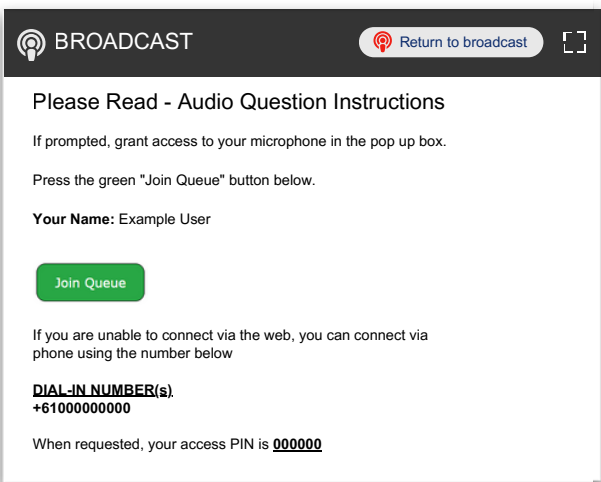 BROADCAST
Return to broadcast
Please Read - Audio Question Instructions
If prompted, grant access to your microphone in the pop up box.
Press the green "Join Queue" button below.
Your Name: Example User
Join Queue
If you are unable to connect via the web, you can connect via
phone using the number below
DIAL-IN NUMBER(s)
+61000000000
When requested, your access PIN is 000000